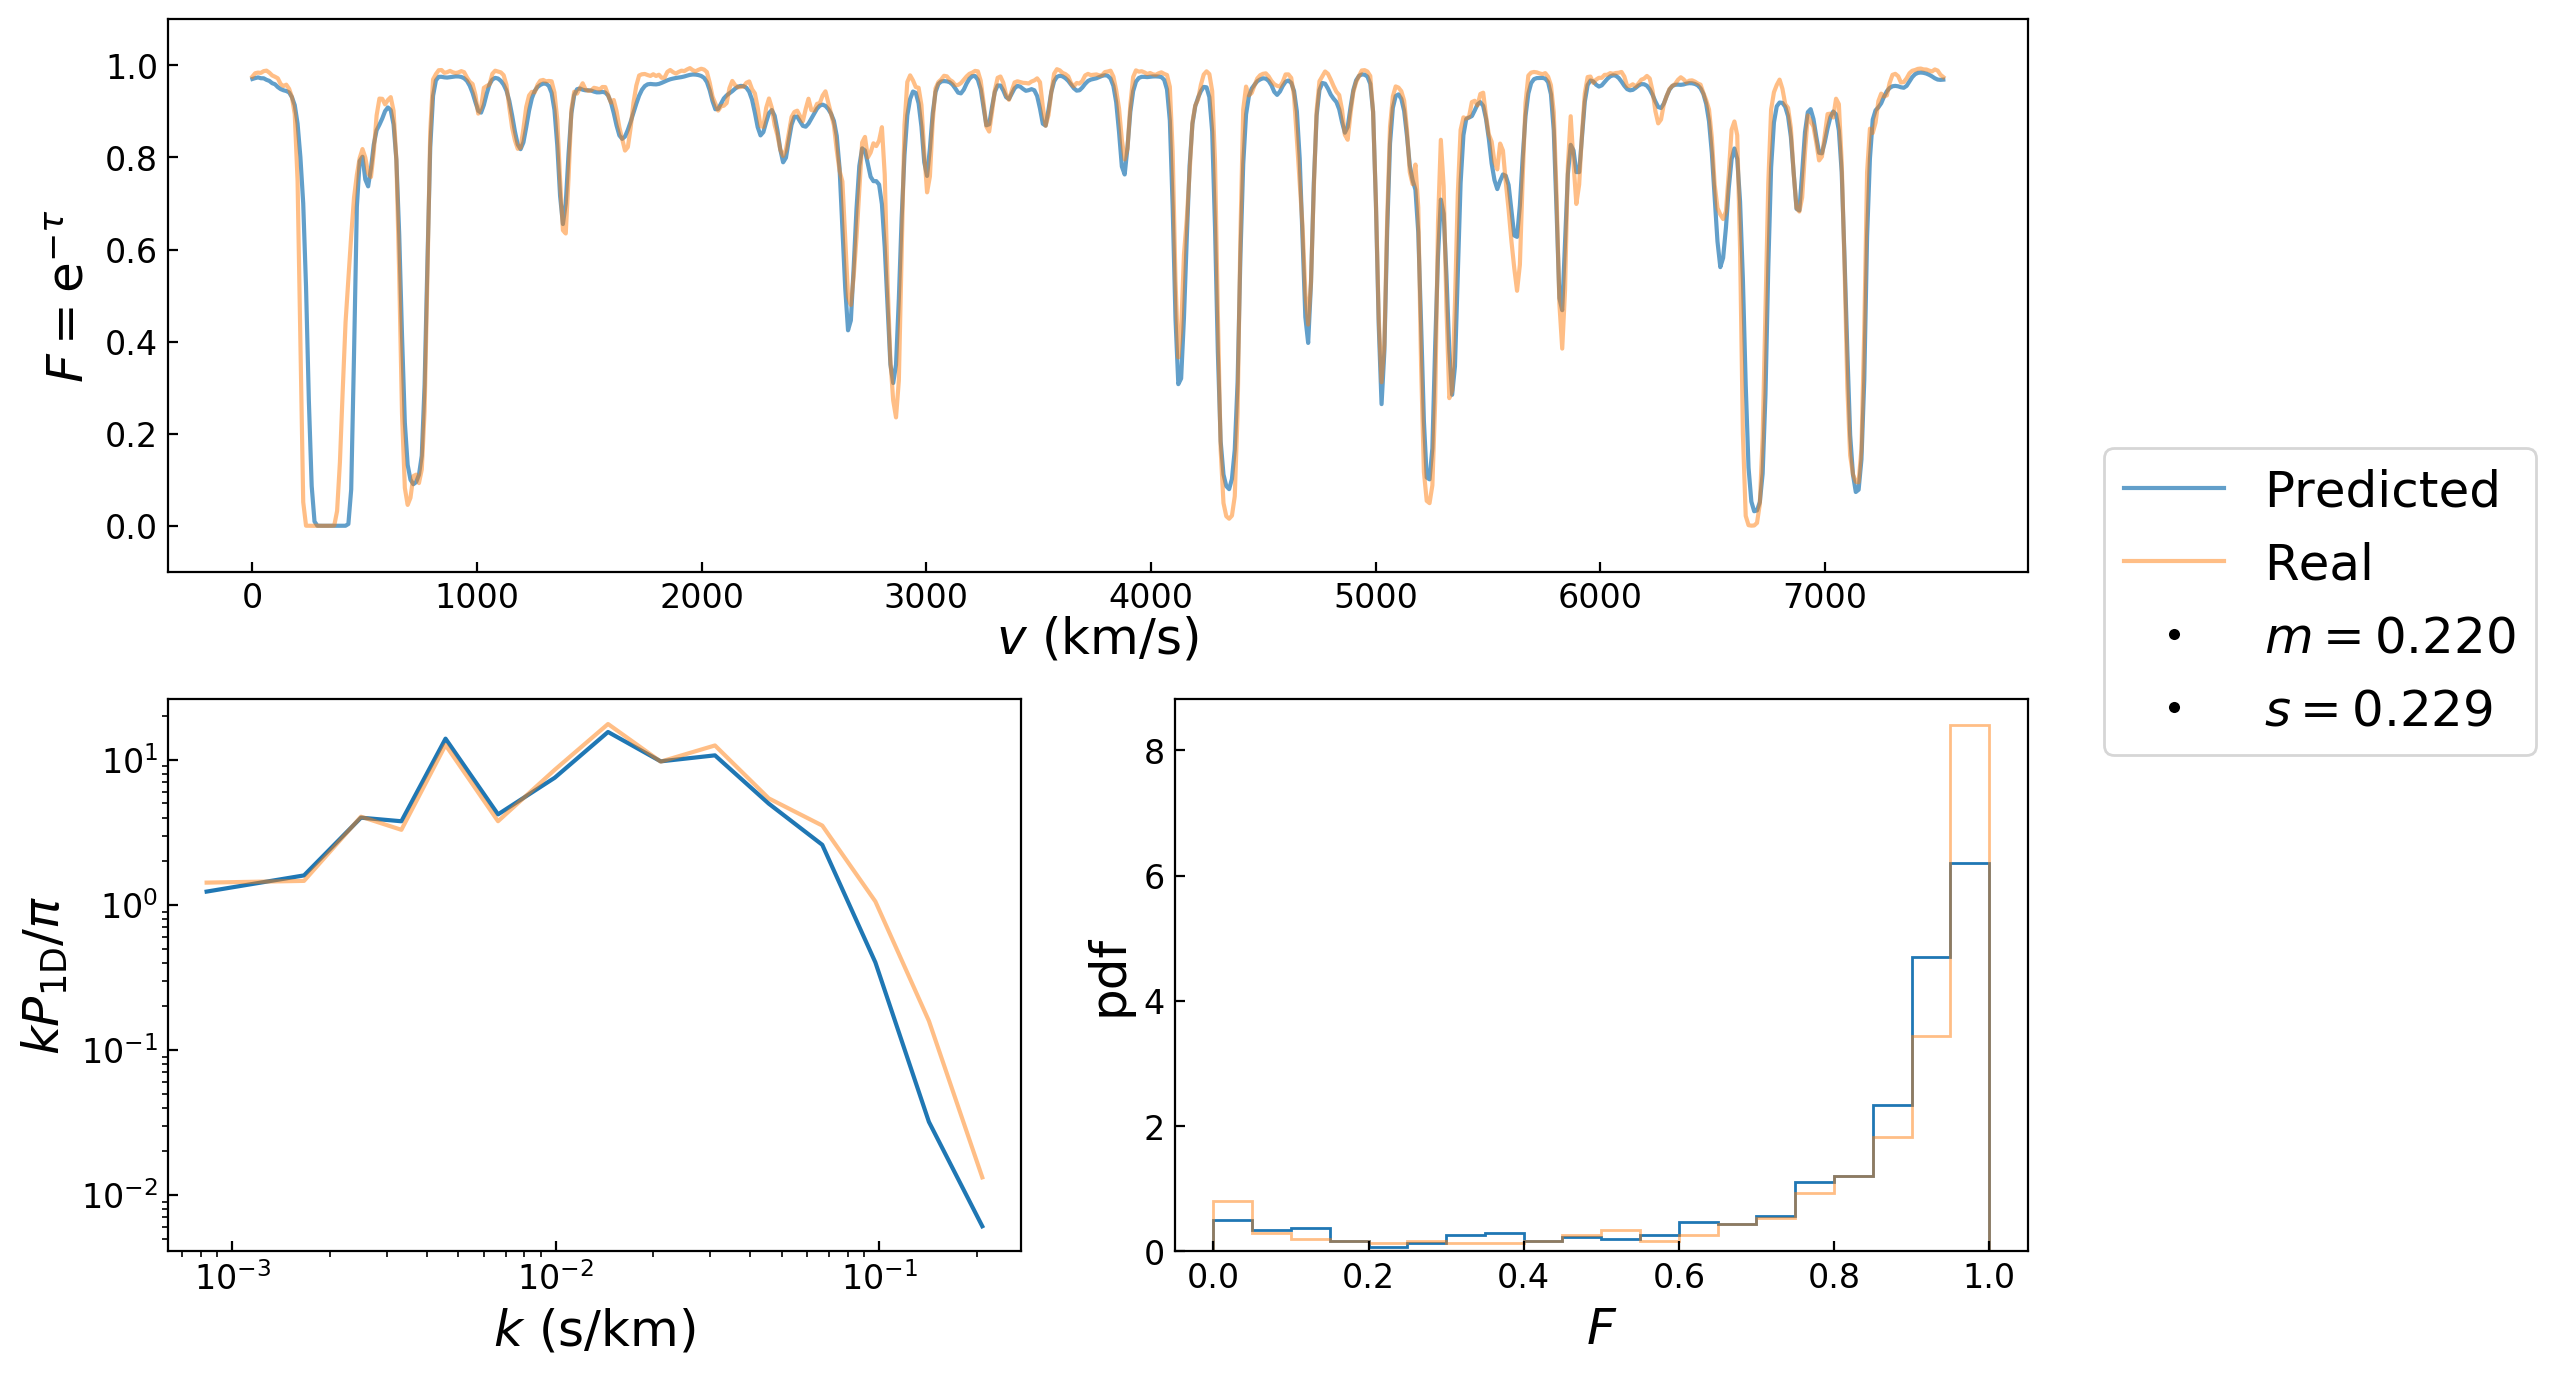 F = e^{-τ}
1.0
0.8
0.6
0.4
0.2
0.0
0 1000 2000 3000 4000 5000 6000 7000
v (km/s)
Predicted
Real
m = 0.220
s = 0.229
kP_{1D}/π
10^1
10^0
10^{-1}
10^{-2}
10^{-3} 10^{-2} 10^{-1}
k (s/km)
pdf
8
6
4
2
0
0.0 0.2 0.4 0.6 0.8 1.0
F